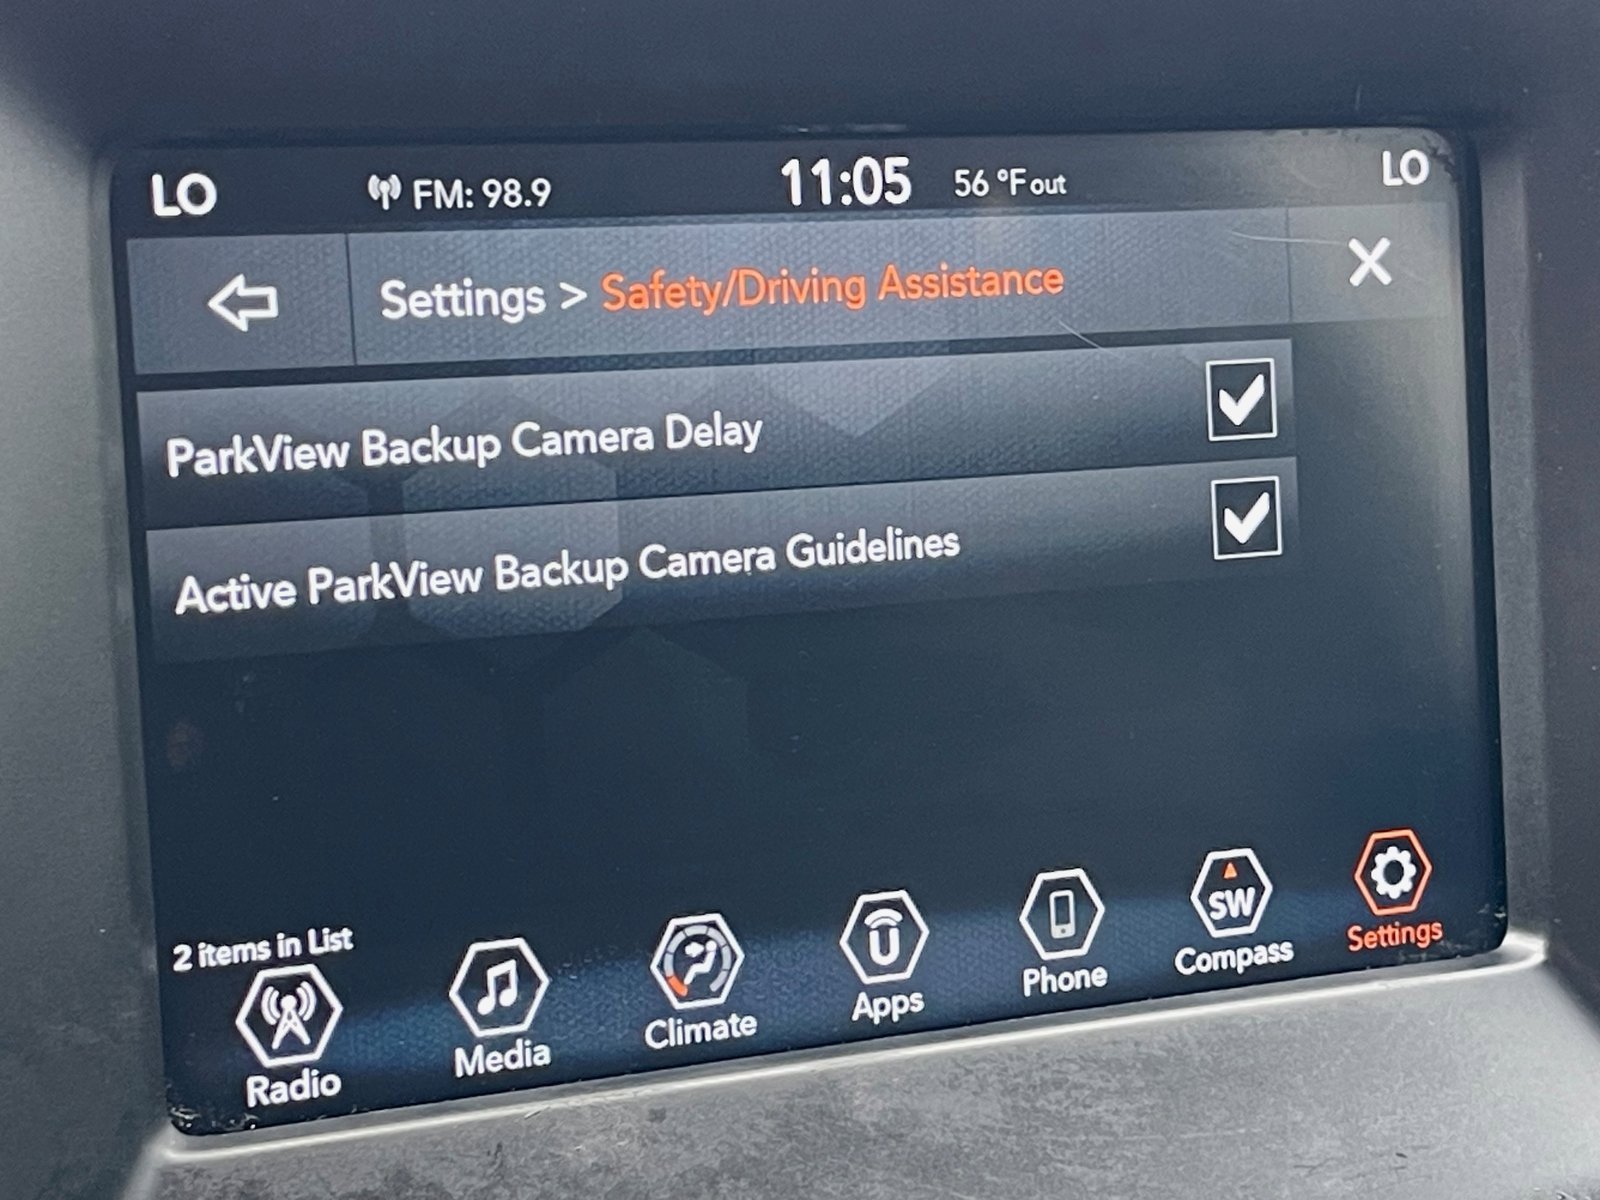 LO FM: 98.9 11:05 56 °F out LO
Settings > Safety/Driving Assistance
ParkView Backup Camera Delay
Active ParkView Backup Camera Guidelines
2 items in List
U SW
Radio Media Climate Apps Phone Compass Settings